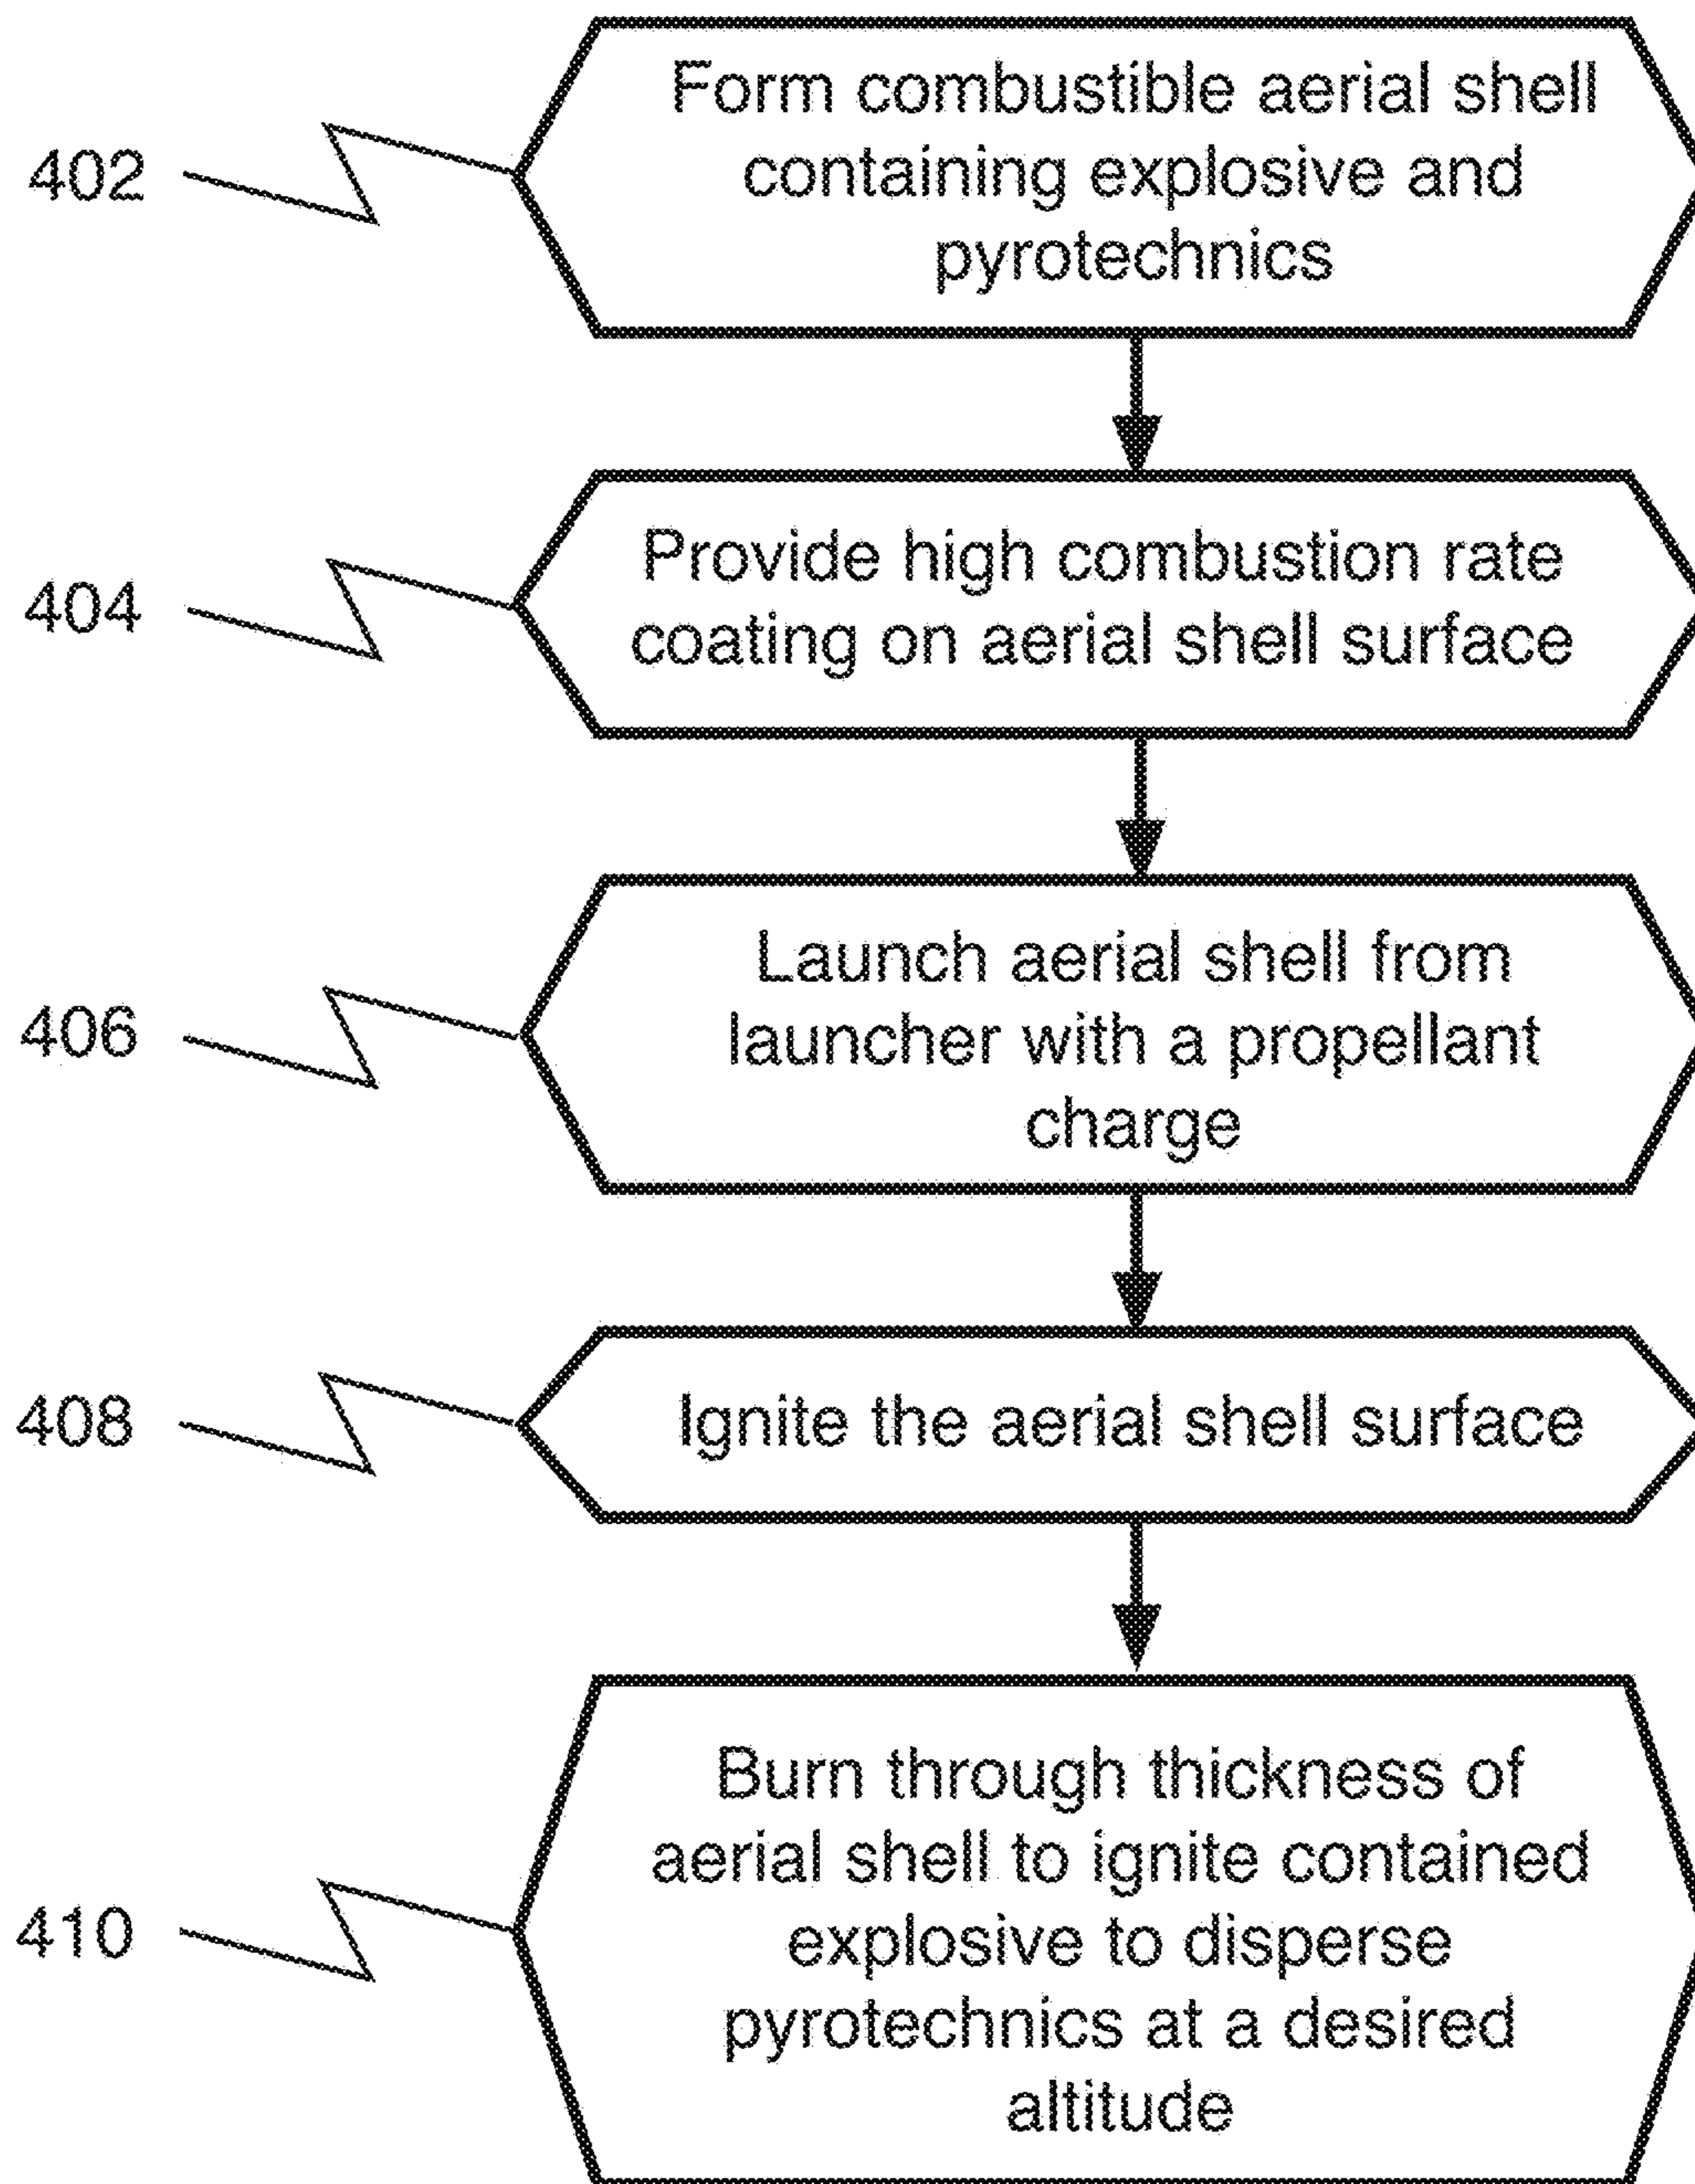 402
Form combustible aerial shell
containing explosive and
pyrotechnics
404
Provide high combustion rate
coating on aerial shell surface
406
Launch aerial shell from
launcher with a propellant
charge
408
Ignite the aerial shell surface
410
Burn through thickness of
aerial shell to ignite contained
explosive to disperse
pyrotechnics at a desired
altitude